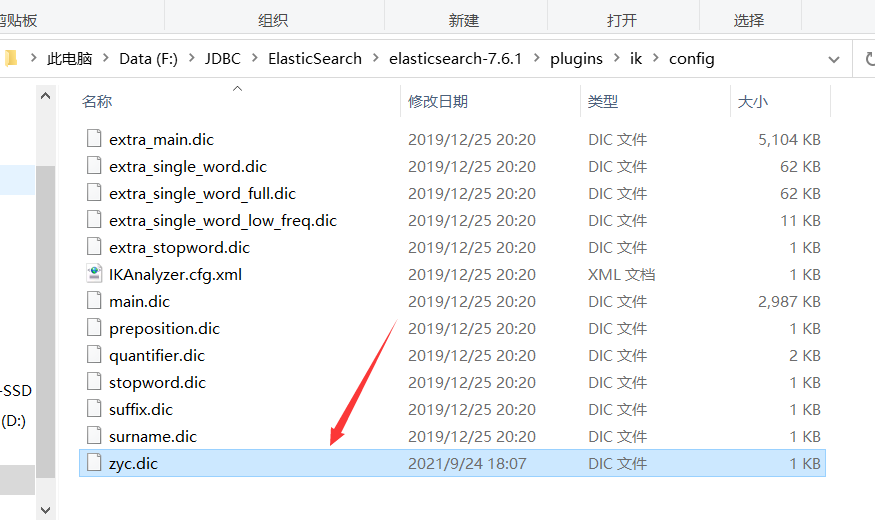 剪贴板 组织 新建 打开 选择
此电脑 > Data (F:) > JDBC > ElasticSearch > elasticsearch-7.6.1 > plugins > ik > config
名称 修改日期 类型 大小
extra_main.dic 2019/12/25 20:20 DIC 文件 5,104 KB
extra_single_word.dic 2019/12/25 20:20 DIC 文件 62 KB
extra_single_word_full.dic 2019/12/25 20:20 DIC 文件 62 KB
extra_single_word_low_freq.dic 2019/12/25 20:20 DIC 文件 11 KB
extra_stopword.dic 2019/12/25 20:20 DIC 文件 1 KB
IKAnalyzer.cfg.xml 2019/12/25 20:20 XML 文档 1 KB
main.dic 2019/12/25 20:20 DIC 文件 2,987 KB
preposition.dic 2019/12/25 20:20 DIC 文件 1 KB
quantifier.dic 2019/12/25 20:20 DIC 文件 2 KB
stopword.dic 2019/12/25 20:20 DIC 文件 1 KB
-SSD
suffix.dic 2019/12/25 20:20 DIC 文件 1 KB
(D:)
surname.dic 2019/12/25 20:20 DIC 文件 1 KB
zyc.dic 2021/9/24 18:07 DIC 文件 1 KB